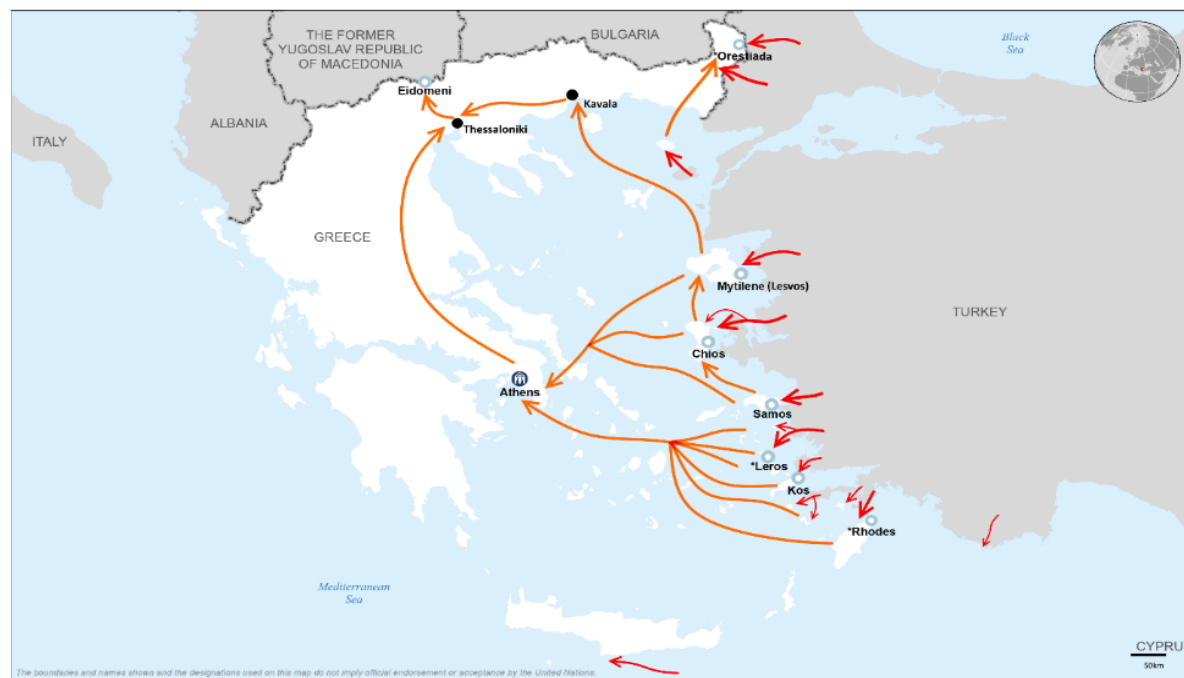 THE FORMER
YUGOSLAV REPUBLIC
OF MACEDONIA
BULGARIA
Black
Sea
*Orestiada
Eidomeni
Kavala
ALBANIA
Thessaloniki
ITALY
GREECE
Mytilene (Lesvos)
TURKEY
Chios
Athens
Samos
*Leros
Kos
*Rhodes
Mediterranean
Sea
CYPRU
50km
The boundaries and names shown and the designations used on this map do not imply official endorsement or acceptance by the United Nations.